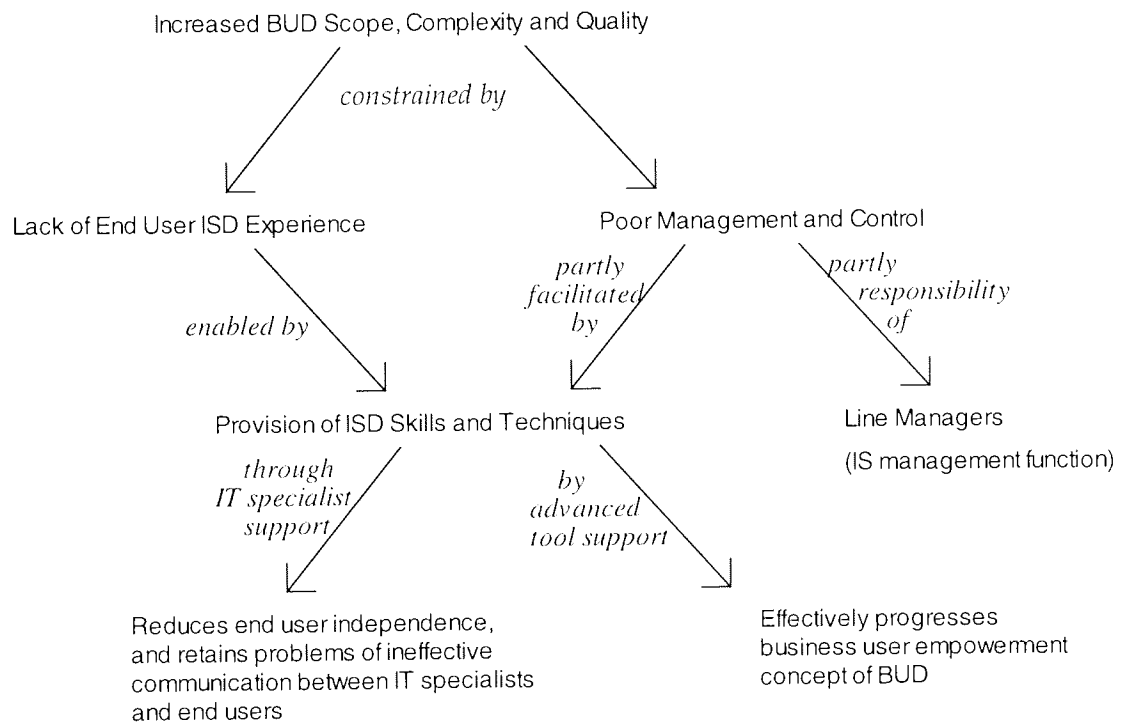 Increased BUD Scope, Complexity and Quality
constrained by
Lack of End User ISD Experience
Poor Management and Control
partly
facilitated
by
partly
responsibility
of
enabled by
Provision of ISD Skills and Techniques
Line Managers
(IS management function)
through
IT specialist
support
by
advanced
tool support
Reduces end user independence,
and retains problems of ineffective
communication between IT specialists
and end users
Effectively progresses
business user empowerment
concept of BUD